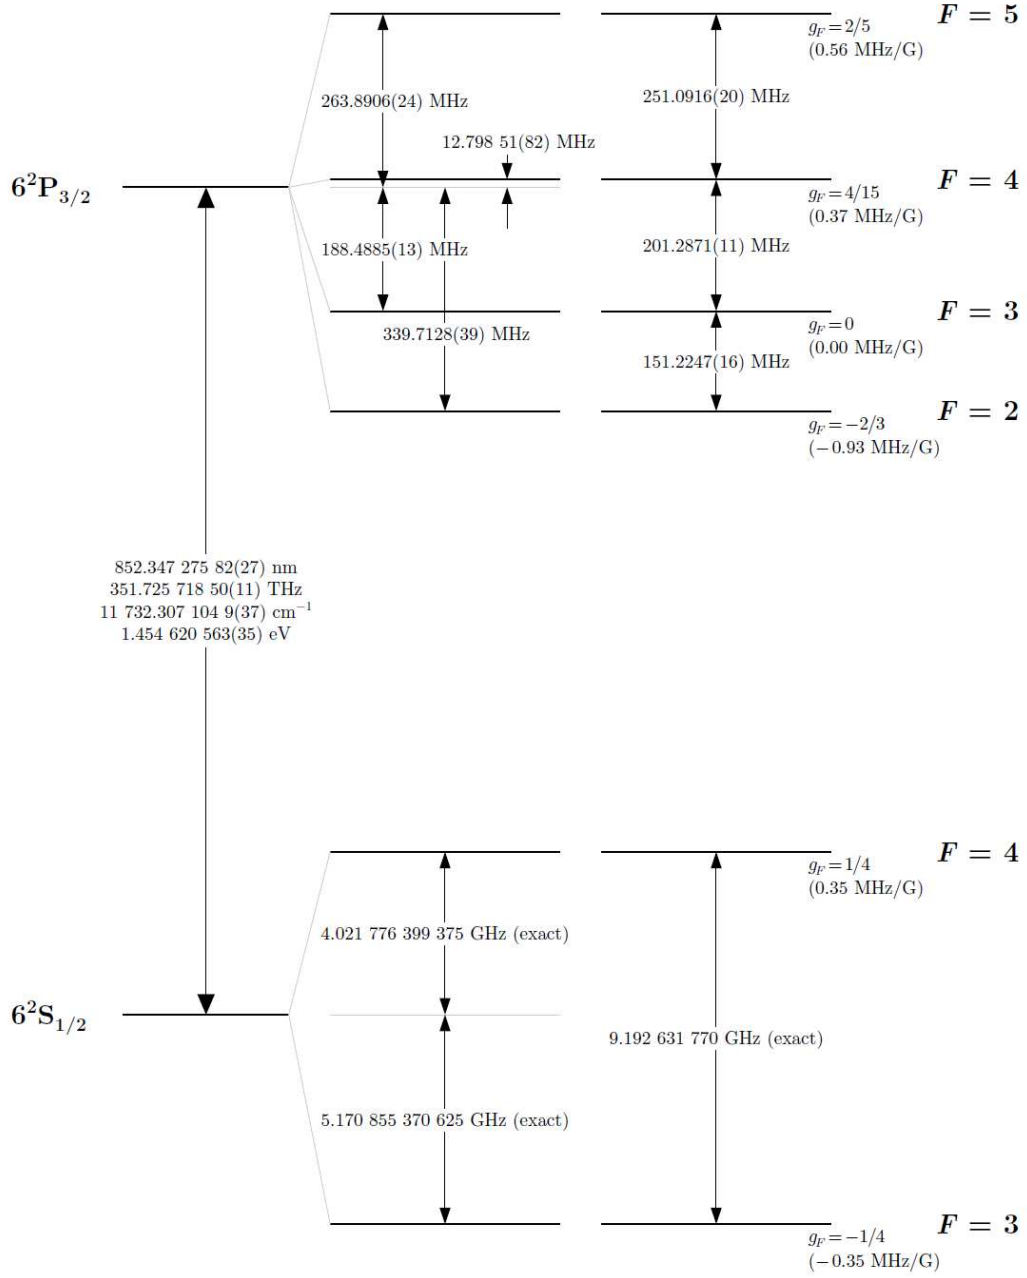 F = 5
g_F = 2/5
(0.56 MHz/G)
263.8906(24) MHz
251.0916(20) MHz
12.798 51(82) MHz
6²P₃/₂
F = 4
g_F = 4/15
(0.37 MHz/G)
188.4885(13) MHz
201.2871(11) MHz
F = 3
g_F = 0
(0.00 MHz/G)
339.7128(39) MHz
151.2247(16) MHz
F = 2
g_F = −2/3
(−0.93 MHz/G)
852.347 275 82(27) nm
351.725 718 50(11) THz
11 732.307 104 9(37) cm⁻¹
1.454 620 563(35) eV
F = 4
g_F = 1/4
(0.35 MHz/G)
4.021 776 399 375 GHz (exact)
6²S₁/₂
9.192 631 770 GHz (exact)
5.170 855 370 625 GHz (exact)
F = 3
g_F = −1/4
(−0.35 MHz/G)